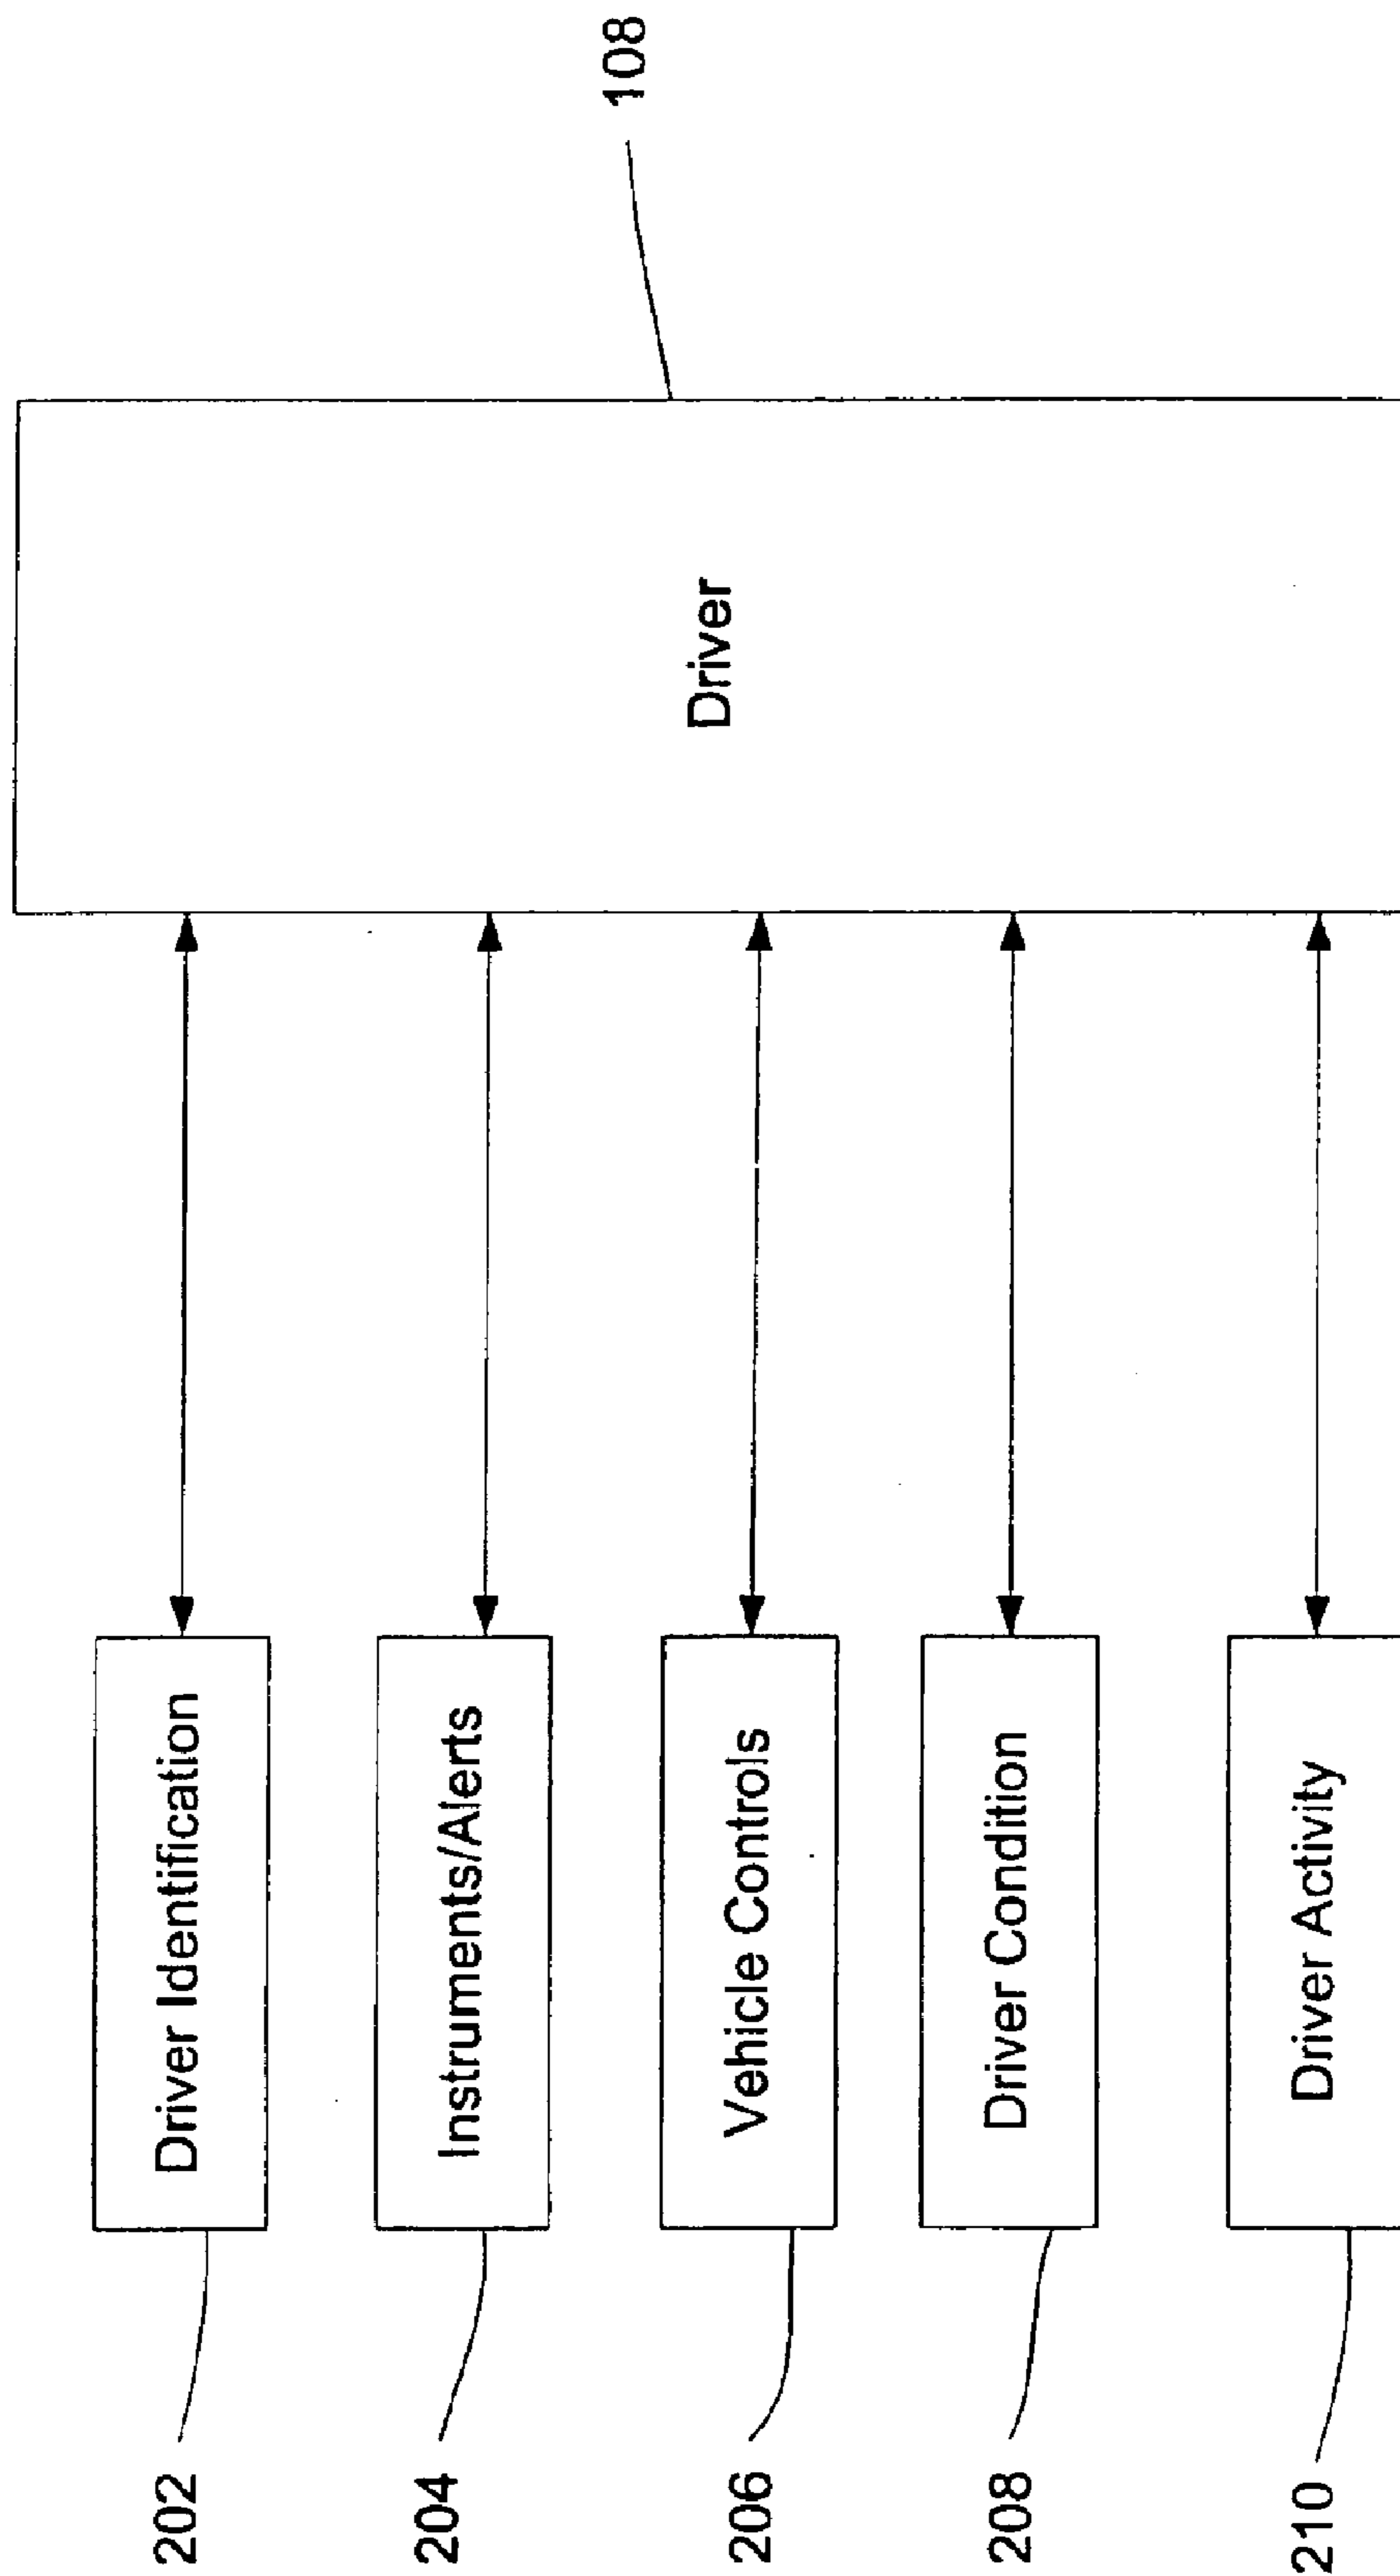 108
Driver
Driver Identification
Instruments/Alerts
Vehicle Controls
Driver Condition
Driver Activity
202
204
206
208
210